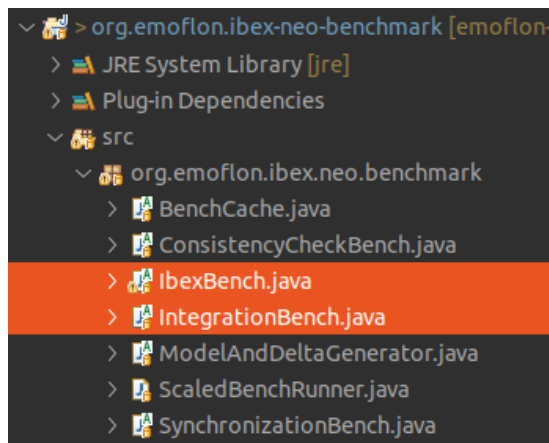 > org.emoflon.ibex-neo-benchmark [emoflon-
JRE System Library [jre]
Plug-in Dependencies
src
org.emoflon.ibex.neo.benchmark
BenchCache.java
ConsistencyCheckBench.java
IbexBench.java
IntegrationBench.java
ModelAndDeltaGenerator.java
ScaledBenchRunner.java
SynchronizationBench.java